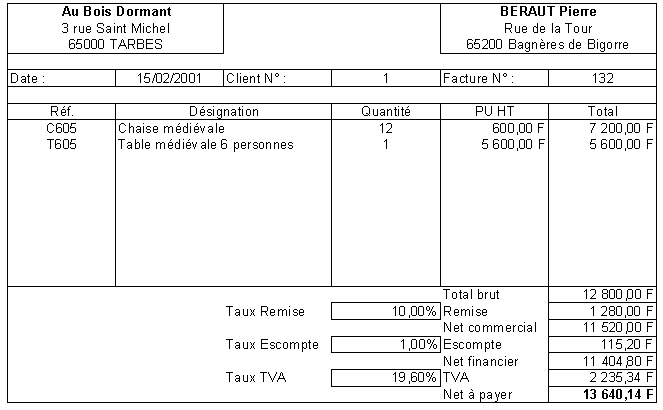 Au Bois Dormant BERAUT Pierre
3 rue Saint Michel Rue de la Tour
65000 TARBES 65200 Bagnères de Bigorre
Date : 15/02/2001 Client N° : 1 Facture N° : 132
Réf. Désignation Quantité PU HT Total
C605 Chaise médiévale 12 600,00 F 7 200,00 F
T605 Table médiévale 6 personnes 1 5 600,00 F 5 600,00 F
Total brut 12 800,00 F
Taux Remise 10,00% Remise 1 280,00 F
Net commercial 11 520,00 F
Taux Escompte 1,00% Escompte 115,20 F
Net financier 11 404,80 F
Taux TVA 19,60% TVA 2 235,34 F
Net à payer 13 640,14 F